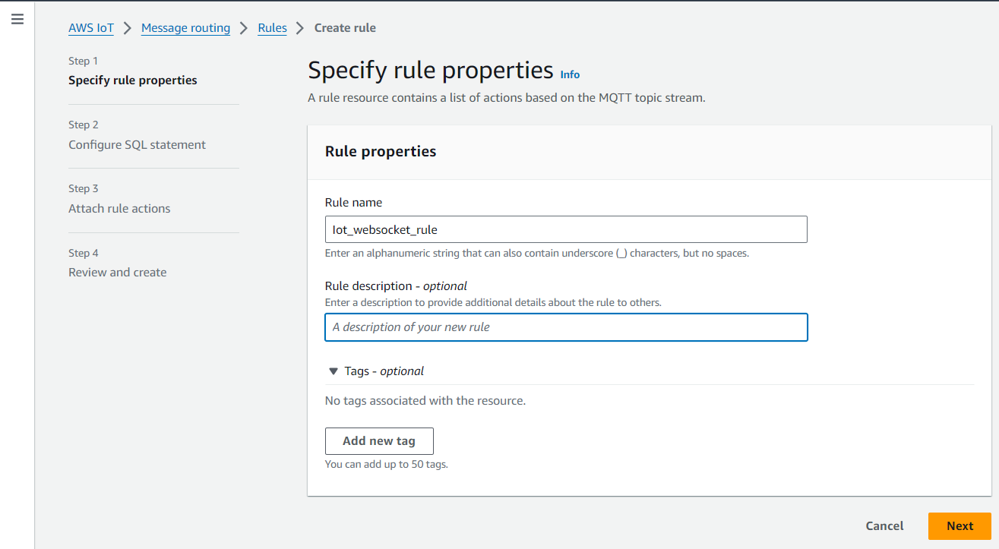 AWS IoT > Message routing > Rules > Create rule
Step 1
Specify rule properties
Step 2
Configure SQL statement
Step 3
Attach rule actions
Step 4
Review and create
Specify rule properties Info
A rule resource contains a list of actions based on the MQTT topic stream.
Rule properties
Rule name
Iot_websocket_rule
Enter an alphanumeric string that can also contain underscore (_) characters, but no spaces.
Rule description - optional
Enter a description to provide additional details about the rule to others.
A description of your new rule
Tags - optional
No tags associated with the resource.
Add new tag
You can add up to 50 tags.
Cancel Next